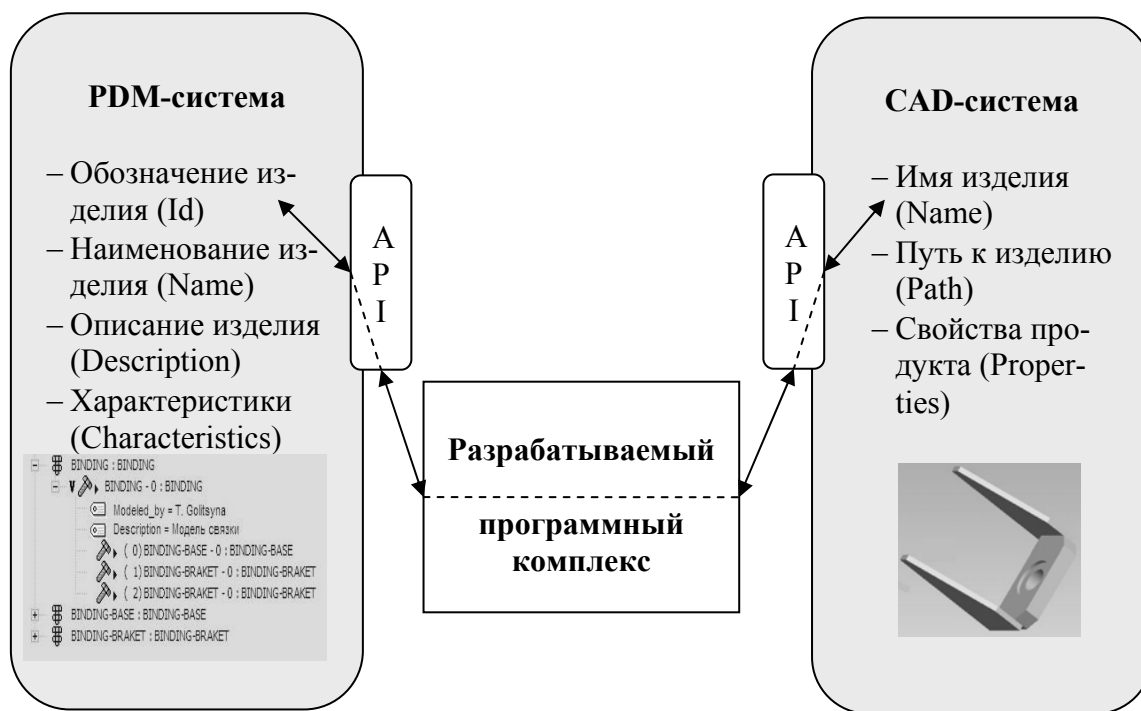 PDM-система
– Обозначение из-
делия (Id)
– Наименование из-
делия (Name)
– Описание изделия
(Description)
– Характеристики
(Characteristics)
BINDING : BINDING
BINDING - 0 : BINDING
Modeled_by = T. Golitsyna
Description = Модель связки
( 0) BINDING-BASE - 0 : BINDING-BASE
( 1) BINDING-BRAKET - 0 : BINDING-BRAKET
( 2) BINDING-BRAKET - 0 : BINDING-BRAKET
BINDING-BASE : BINDING-BASE
BINDING-BRAKET : BINDING-BRAKET
A
P
I
Разрабатываемый
программный
комплекс
A
P
I
CAD-система
– Имя изделия
(Name)
– Путь к изделию
(Path)
– Свойства про-
дукта (Proper-
ties)